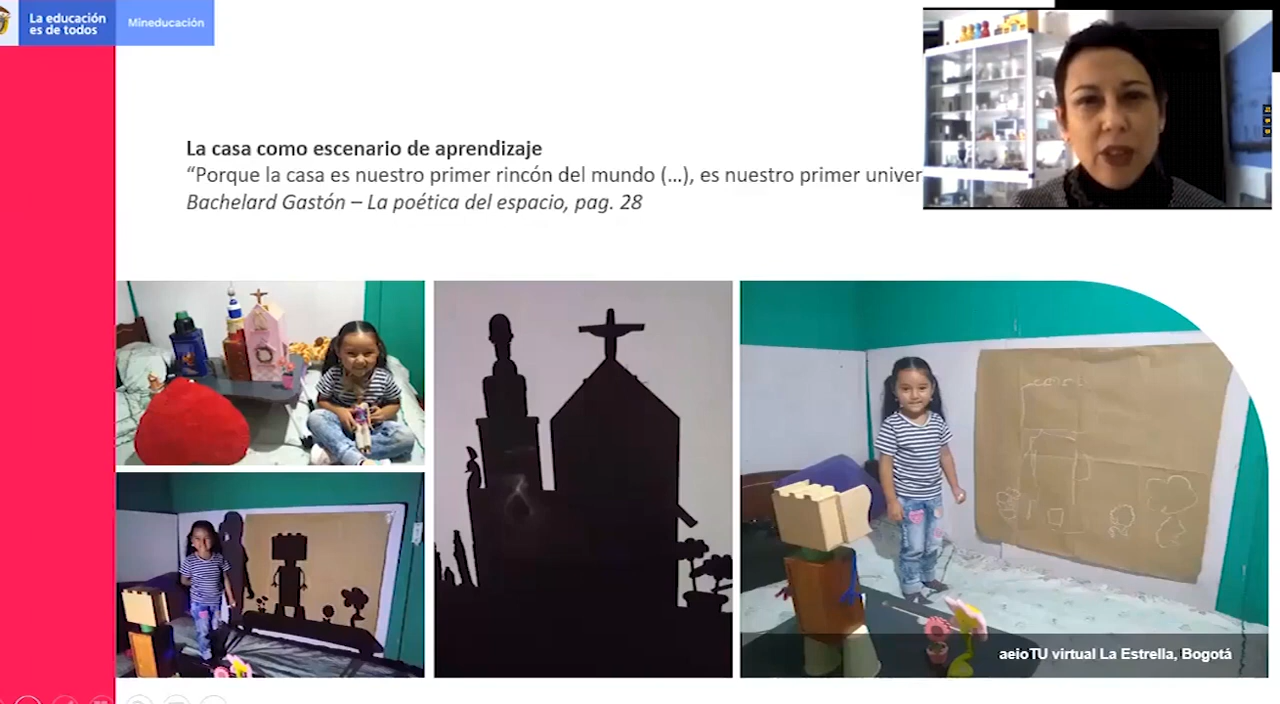 La educación
es de todos
Mineducación
La casa como escenario de aprendizaje
“Porque la casa es nuestro primer rincón del mundo (...), es nuestro primer univer
Bachelard Gastón – La poética del espacio, pag. 28
aeioTU virtual La Estrella, Bogotá